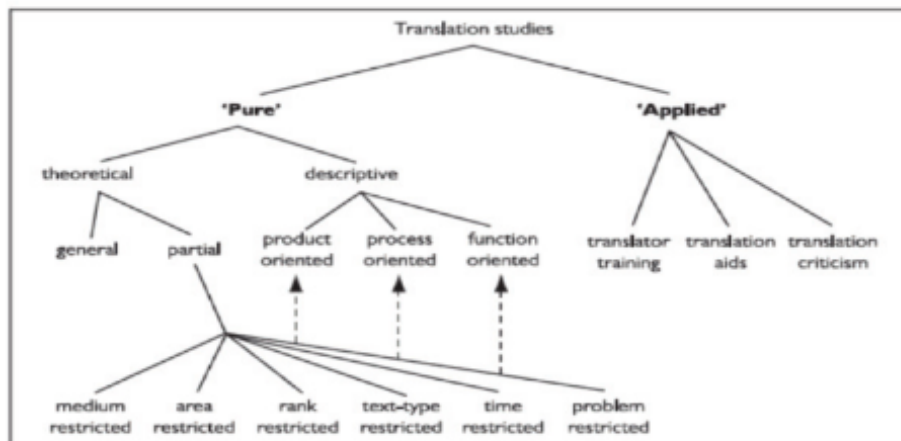 Translation studies
'Pure'
'Applied'
theoretical
descriptive
general
partial
product
oriented
process
oriented
function
oriented
translator
training
translation
aids
translation
criticism
medium
restricted
area
restricted
rank
restricted
text-type
restricted
time
restricted
problem
restricted